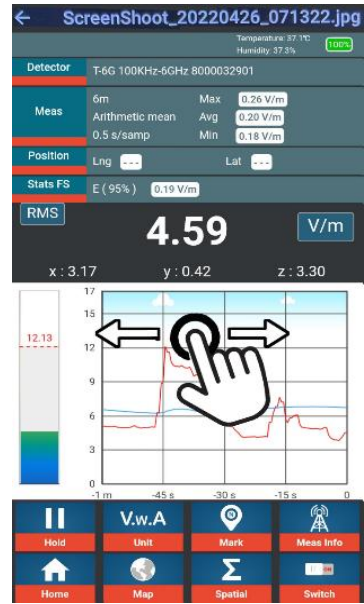 ScreenShoot_20220426_071322.jpg
Temperature: 37.1℃
Humidity: 37.3%
100%
Detector T-6G 100KHz-6GHz 8000032901
Meas
6m Max 0.26 V/m
Arithmetic mean Avg 0.20 V/m
0.5 s/samp Min 0.18 V/m
Position Lng --- Lat ---
Stats FS E ( 95% ) 0.19 V/m
RMS 4.59 V/m
x : 3.17 y : 0.42 z : 3.30
17
15
12.13
12
9
6
3
0
-1 m -45 s -30 s -15 s 0
V.w.A
Hold Unit Mark Meas Info
Σ
Home Map Spatial Switch